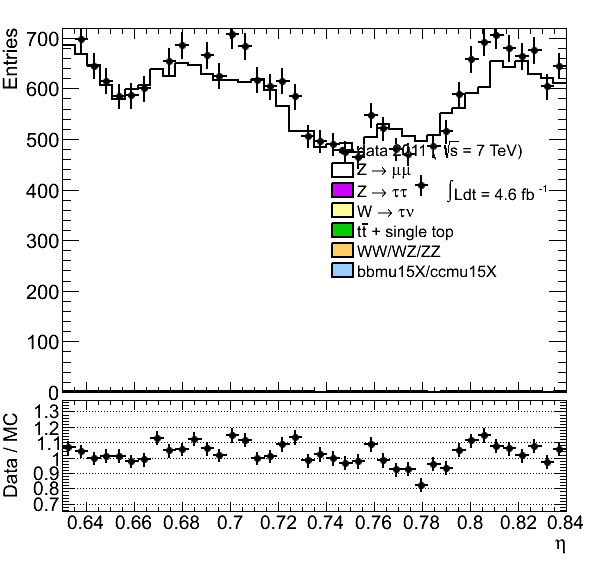 Entries
700
600
500
400
300
200
100
0
data 2011 ( √s = 7 TeV)
Z → μμ
∫Ldt = 4.6 fb⁻¹
Z → ττ
W → τν
tt̄ + single top
WW/WZ/ZZ
bbmu15X/ccmu15X
Data / MC
1.3
1.2
1.1
1
0.9
0.8
0.7
0.64 0.66 0.68 0.7 0.72 0.74 0.76 0.78 0.8 0.82 0.84
η